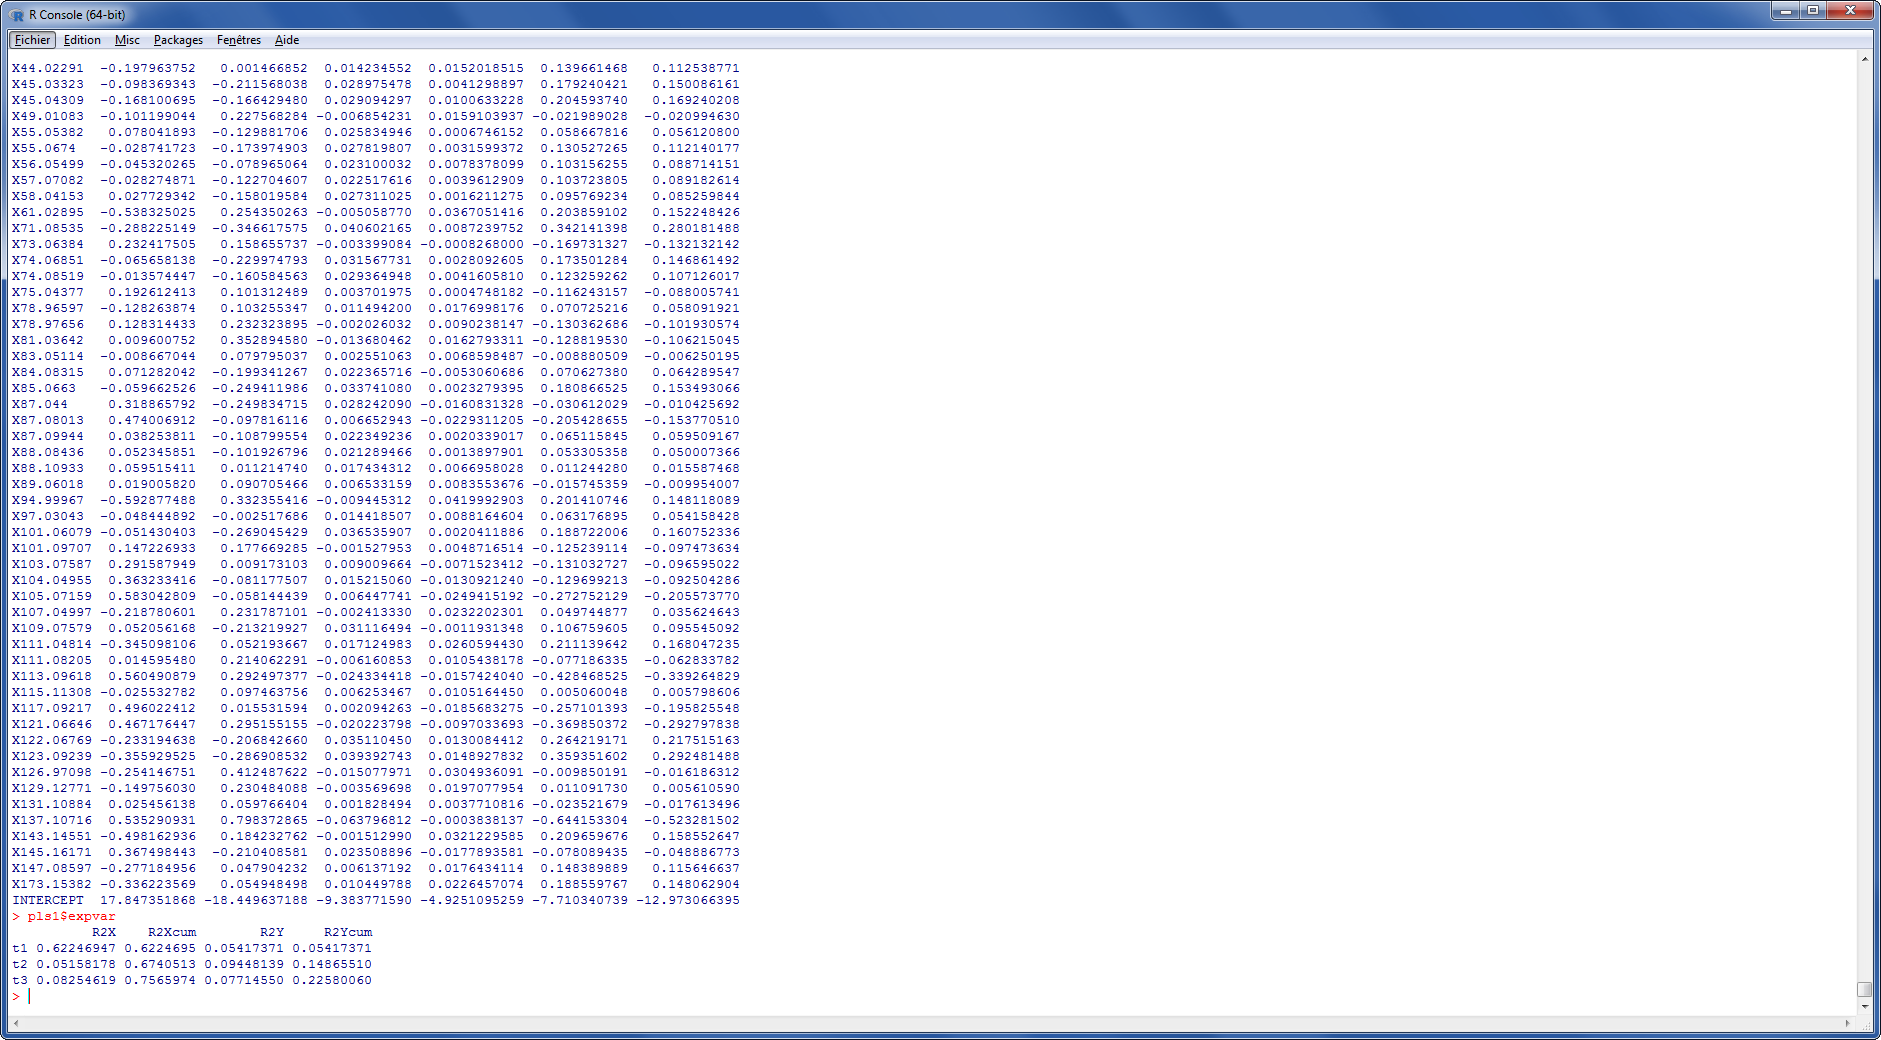 R Console (64-bit)
Fichier Edition Misc Packages Fenêtres Aide
X44.02291 -0.197963752 0.001466852 0.014234552 0.0152018515 0.139661468 0.112538771
X45.03323 -0.098369343 -0.211568038 0.028975478 0.0041298897 0.179240421 0.150086161
X45.04309 -0.168100695 -0.166429480 0.029094297 0.0100633228 0.204593740 0.169240208
X49.01083 -0.101199044 0.227568284 -0.006854231 0.0159103937 -0.021989028 -0.020994630
X55.05382 0.078041893 -0.129881706 0.025834946 0.0006746152 0.058667816 0.056120800
X55.0674 -0.028741723 -0.173974903 0.027819807 0.0031599372 0.130527265 0.112140177
X56.05499 -0.045320265 -0.078965064 0.023100032 0.0078378099 0.103156255 0.088714151
X57.07082 -0.028274871 -0.122704607 0.022517616 0.0039612909 0.103723805 0.089182614
X58.04153 0.027729342 -0.158019584 0.027311025 0.0016211275 0.095769234 0.085259844
X61.02895 -0.538325025 0.254350263 -0.005058770 0.0367051416 0.203859102 0.152248426
X71.08535 -0.288225149 -0.346617575 0.040602165 0.0087239752 0.342141398 0.280181488
X73.06384 0.232417505 0.158655737 -0.003399084 -0.0008268000 -0.169731327 -0.132132142
X74.06851 -0.065658138 -0.229974793 0.031567731 0.0028092605 0.173501284 0.146861492
X74.08519 -0.013574447 -0.160584563 0.029364948 0.0041605810 0.123259262 0.107126017
X75.04377 0.192612413 0.101312489 0.003701975 0.0004748182 -0.116243157 -0.088005741
X78.96597 -0.128263874 0.103255347 0.011494200 0.0176998176 0.070725216 0.058091921
X78.97656 0.128314433 0.232323895 -0.002026032 0.0090238147 -0.130362686 -0.101930574
X81.03642 0.009600752 0.352894580 -0.013680462 0.0162793311 -0.128819530 -0.106215045
X83.05114 -0.008667044 0.079795037 0.002551063 0.0068598487 -0.008880509 -0.006250195
X84.08315 0.071282042 -0.199341267 0.022365716 -0.0053060686 0.070627380 0.064289547
X85.0663 -0.059662526 -0.249411986 0.033741080 0.0023279395 0.180866525 0.153493066
X87.044 0.318865792 -0.249834715 0.028242090 -0.0160831328 -0.030612029 -0.010425692
X87.08013 0.474006912 -0.097816116 0.006652943 -0.0229311205 -0.205428655 -0.153770510
X87.09944 0.038253811 -0.108799554 0.022349236 0.0020339017 0.065115845 0.059509167
X88.08436 0.052345851 -0.101926796 0.021289466 0.0013897901 0.053305358 0.050007366
X88.10933 0.059515411 0.011214740 0.017434312 0.0066958028 0.011244280 0.015587468
X89.06018 0.019005820 0.090705466 0.006533159 0.0083553676 -0.015745359 -0.009954007
X94.99967 -0.592877488 0.332355416 -0.009445312 0.0419992903 0.201410746 0.148118089
X97.03043 -0.048444892 -0.002517686 0.014418507 0.0088164604 0.063176895 0.054158428
X101.06079 -0.051430403 -0.269045429 0.036535907 0.0020411886 0.188722006 0.160752336
X101.09707 0.147226933 0.177669285 -0.001527953 0.0048716514 -0.125239114 -0.097473634
X103.07587 0.291587949 0.009173103 0.009009664 -0.0071523412 -0.131032727 -0.096595022
X104.04955 0.363233416 -0.081177507 0.015215060 -0.0130921240 -0.129699213 -0.092504286
X105.07159 0.583042809 -0.058144439 0.006447741 -0.0249415192 -0.272752129 -0.205573770
X107.04997 -0.218780601 0.231787101 -0.002413330 0.0232202301 0.049744877 0.035624643
X109.07579 0.052056168 -0.213219927 0.031116494 -0.0011931348 0.106759605 0.095545092
X111.04814 -0.345098106 0.052193667 0.017124983 0.0260594430 0.211139642 0.168047235
X111.08205 0.014595480 0.214062291 -0.006160853 0.0105438178 -0.077186335 -0.062833782
X113.09618 0.560490879 0.292497377 -0.024334418 -0.0157424040 -0.428468525 -0.339264829
X115.11308 -0.025532782 0.097463756 0.006253467 0.0105164450 0.005060048 0.005798606
X117.09217 0.496022412 0.015531594 0.002094263 -0.0185683275 -0.257101393 -0.195825548
X121.06646 0.467176447 0.295155155 -0.020223798 -0.0097033693 -0.369850372 -0.292797838
X122.06769 -0.233194638 -0.206842660 0.035110450 0.0130084412 0.264219171 0.217515163
X123.09239 -0.355929525 -0.286908532 0.039392743 0.0148927832 0.359351602 0.292481488
X126.97098 -0.254146751 0.412487622 -0.015077971 0.0304936091 -0.009850191 -0.016186312
X129.12771 -0.149756030 0.230484088 -0.003569698 0.0197077954 0.011091730 0.005610590
X131.10884 0.025456138 0.059766404 0.001828494 0.0037710816 -0.023521679 -0.017613496
X137.10716 0.535290931 0.798372865 -0.063796812 -0.0003838137 -0.644153304 -0.523281502
X143.14551 -0.498162936 0.184232762 -0.001512990 0.0321229585 0.209659676 0.158552647
X145.16171 0.367498443 -0.210408581 0.023508896 -0.0177893581 -0.078089435 -0.048886773
X147.08597 -0.277184956 0.047904232 0.006137192 0.0176434114 0.148389889 0.115646637
X173.15382 -0.336223569 0.054948498 0.010449788 0.0226457074 0.188559767 0.148062904
INTERCEPT 17.847351868 -18.449637188 -9.383771590 -4.9251095259 -7.710340739 -12.973066395
> pls1$expvar
R2X R2Xcum R2Y R2Ycum
t1 0.62246947 0.6224695 0.05417371 0.05417371
t2 0.05158178 0.6740513 0.09448139 0.14865510
t3 0.08254619 0.7565974 0.07714550 0.22580060
>